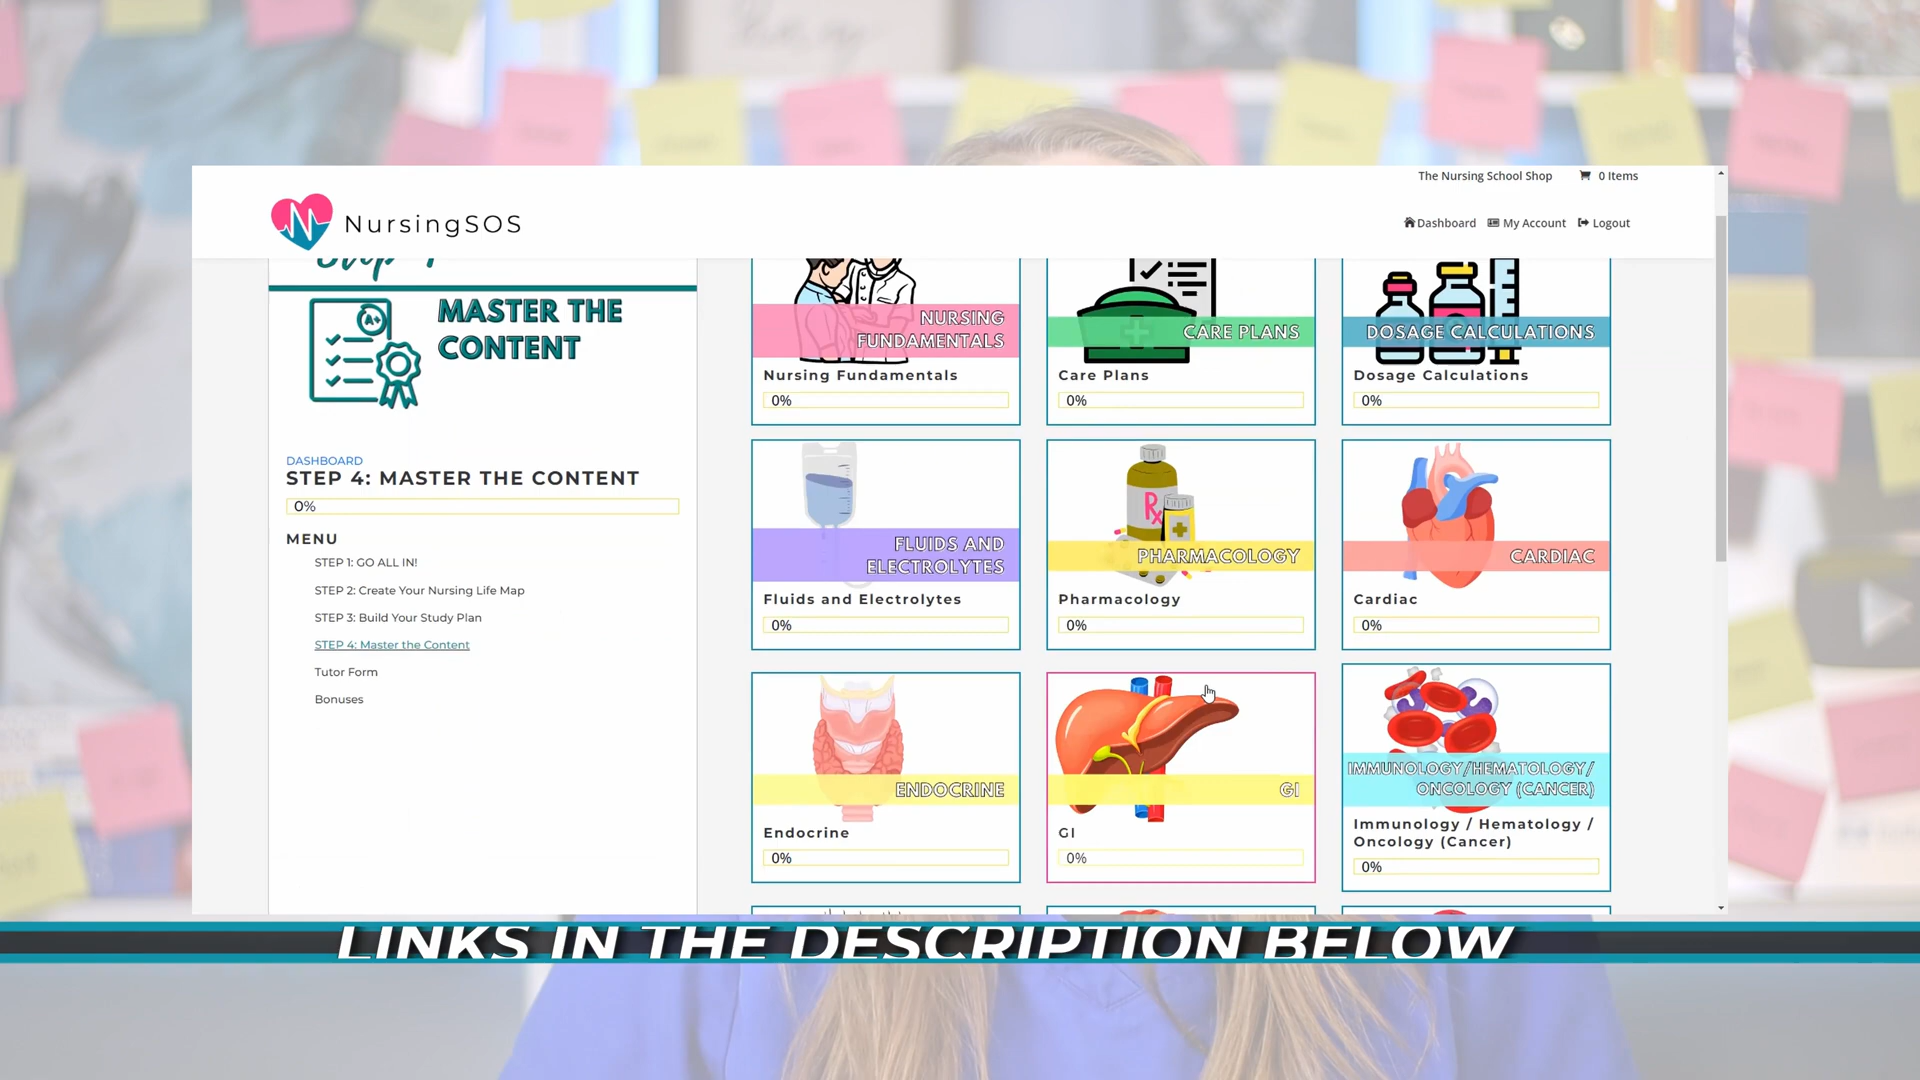 The Nursing School Shop
0 Items
NursingSOS
Dashboard
My Account
Logout
MASTER THE
CONTENT
A+
DASHBOARD
STEP 4: MASTER THE CONTENT
0%
MENU
STEP 1: GO ALL IN!
STEP 2: Create Your Nursing Life Map
STEP 3: Build Your Study Plan
STEP 4: Master the Content
Tutor Form
Bonuses
NURSING
FUNDAMENTALS
Nursing Fundamentals
0%
CARE PLANS
Care Plans
0%
DOSAGE CALCULATIONS
Dosage Calculations
0%
FLUIDS AND
ELECTROLYTES
Fluids and Electrolytes
0%
Rx
PHARMACOLOGY
Pharmacology
0%
CARDIAC
Cardiac
0%
ENDOCRINE
Endocrine
0%
GI
GI
0%
IMMUNOLOGY/HEMATOLOGY/
ONCOLOGY (CANCER)
Immunology / Hematology /
Oncology (Cancer)
0%
LINKS IN THE DESCRIPTION BELOW